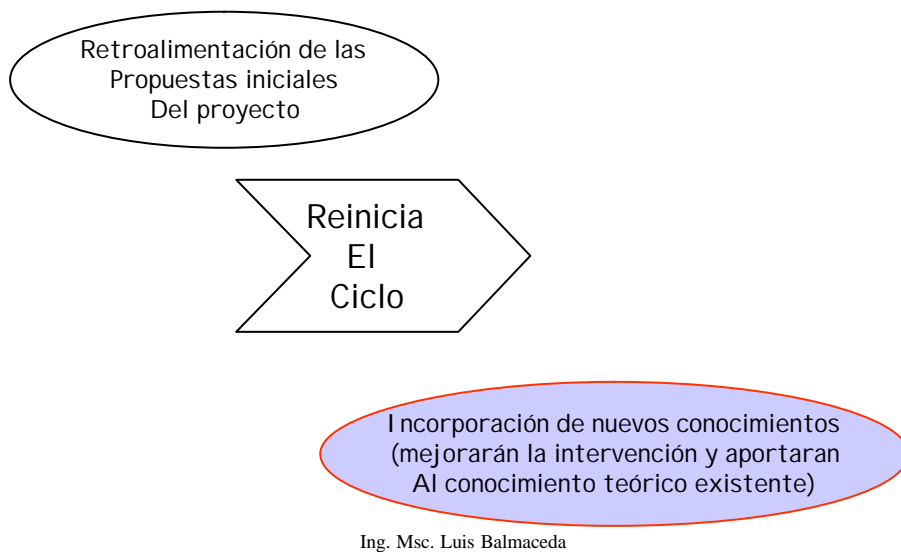 Retroalimentación de las
Propuestas iniciales
Del proyecto
Reinicia
El
Ciclo
Incorporación de nuevos conocimientos
(mejorarán la intervención y aportaran
Al conocimiento teórico existente)
Ing. Msc. Luis Balmaceda